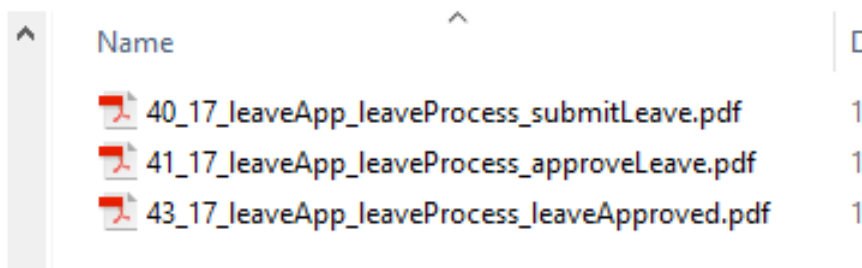 Name
40_17_leaveApp_leaveProcess_submitLeave.pdf
41_17_leaveApp_leaveProcess_approveLeave.pdf
43_17_leaveApp_leaveProcess_leaveApproved.pdf